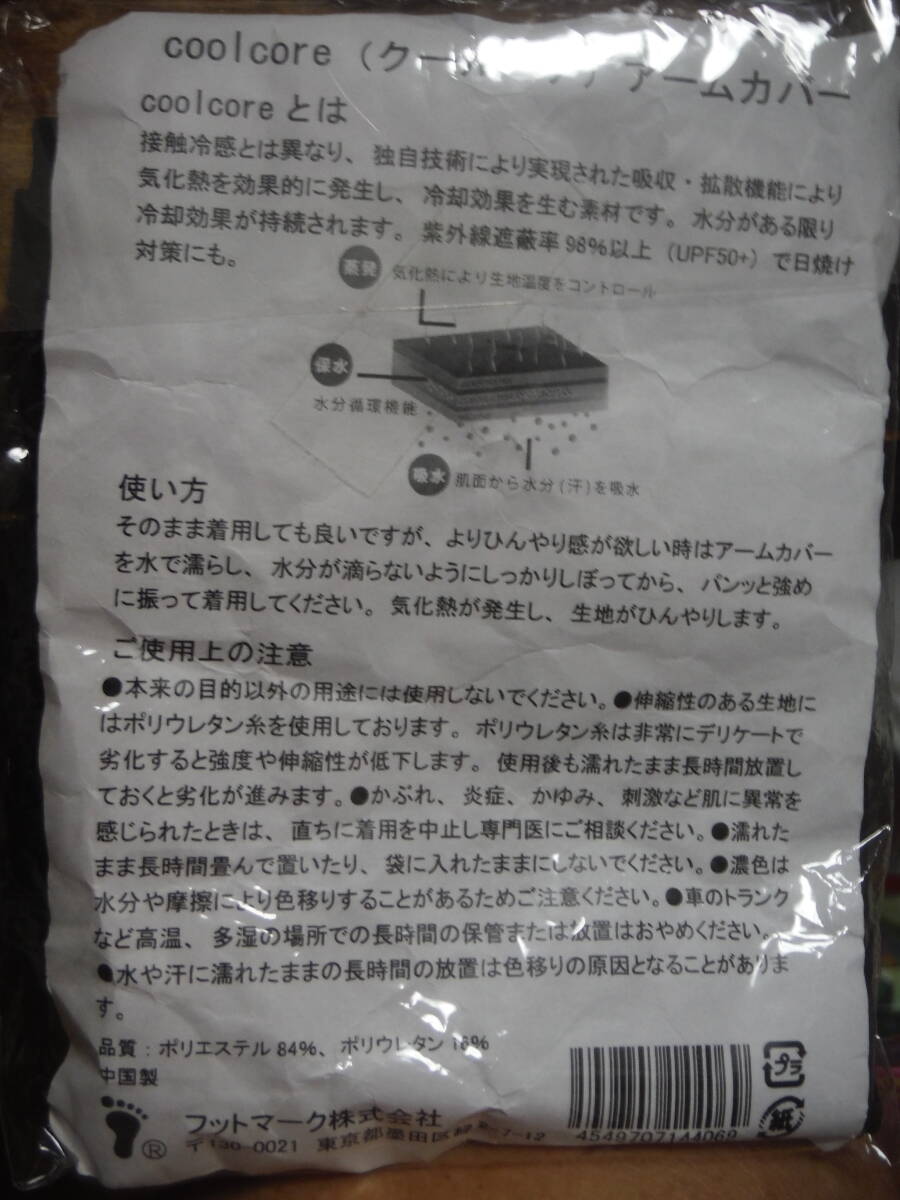 coolcore（クールコア）アームカバー
coolcoreとは
接触冷感とは異なり、独自技術により実現された吸収・拡散機能により
気化熱を効果的に発生し、冷却効果を生む素材です。水分がある限り
冷却効果が持続されます。紫外線遮蔽率98%以上（UPF50+）で日焼け
対策にも。
蒸発 気化熱により生地温度をコントロール
保水
水分循環機能
吸水 肌面から水分(汗)を吸水
使い方
そのまま着用しても良いですが、よりひんやり感が欲しい時はアームカバー
を水で濡らし、水分が滴らないようにしっかりしぼってから、パンッと強め
に振って着用してください。気化熱が発生し、生地がひんやりします。
ご使用上の注意
●本来の目的以外の用途には使用しないでください。●伸縮性のある生地に
はポリウレタン糸を使用しております。ポリウレタン糸は非常にデリケートで
劣化すると強度や伸縮性が低下します。使用後も濡れたまま長時間放置し
ておくと劣化が進みます。●かぶれ、炎症、かゆみ、刺激など肌に異常を
感じられたときは、直ちに着用を中止し専門医にご相談ください。●濡れた
まま長時間畳んで置いたり、袋に入れたままにしないでください。●濃色は
水分や摩擦により色移りすることがあるためご注意ください。●車のトランク
など高温、多湿の場所での長時間の保管または放置はおやめください。
●水や汗に濡れたままの長時間の放置は色移りの原因となることがありま
す。
品質：ポリエステル84%、ポリウレタン16%
中国製
プラ
紙
4549707144069
フットマーク株式会社
®
〒130-0021 東京都墨田区緑2-7-12